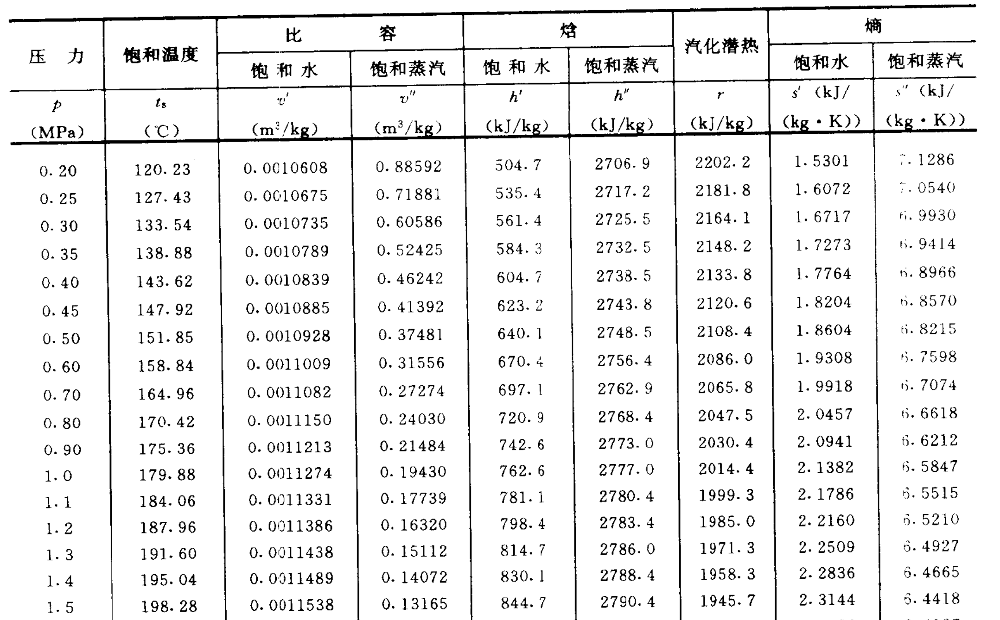 压 力 饱和温度 比 容 焓 汽化潜热 熵
饱 和 水 饱和蒸汽 饱 和 水 饱和蒸汽 饱和水 饱和蒸汽
p ts v′ v″ h′ h″ r s′ (kJ/ s″ (kJ/
(MPa) (℃) (m³/kg) (m³/kg) (kJ/kg) (kJ/kg) (kJ/kg) (kg·K)) (kg·K))
0.20 120.23 0.0010608 0.88592 504.7 2706.9 2202.2 1.5301 7.1286
0.25 127.43 0.0010675 0.71881 535.4 2717.2 2181.8 1.6072 7.0540
0.30 133.54 0.0010735 0.60586 561.4 2725.5 2164.1 1.6717 6.9930
0.35 138.88 0.0010789 0.52425 584.3 2732.5 2148.2 1.7273 6.9414
0.40 143.62 0.0010839 0.46242 604.7 2738.5 2133.8 1.7764 6.8966
0.45 147.92 0.0010885 0.41392 623.2 2743.8 2120.6 1.8204 6.8570
0.50 151.85 0.0010928 0.37481 640.1 2748.5 2108.4 1.8604 6.8215
0.60 158.84 0.0011009 0.31556 670.4 2756.4 2086.0 1.9308 6.7598
0.70 164.96 0.0011082 0.27274 697.1 2762.9 2065.8 1.9918 6.7074
0.80 170.42 0.0011150 0.24030 720.9 2768.4 2047.5 2.0457 6.6618
0.90 175.36 0.0011213 0.21484 742.6 2773.0 2030.4 2.0941 6.6212
1.0 179.88 0.0011274 0.19430 762.6 2777.0 2014.4 2.1382 6.5847
1.1 184.06 0.0011331 0.17739 781.1 2780.4 1999.3 2.1786 6.5515
1.2 187.96 0.0011386 0.16320 798.4 2783.4 1985.0 2.2160 6.5210
1.3 191.60 0.0011438 0.15112 814.7 2786.0 1971.3 2.2509 6.4927
1.4 195.04 0.0011489 0.14072 830.1 2788.4 1958.3 2.2836 6.4665
1.5 198.28 0.0011538 0.13165 844.7 2790.4 1945.7 2.3144 6.4418